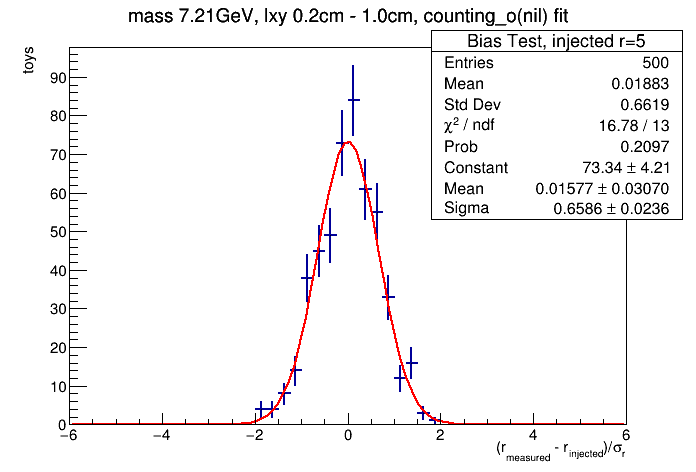 mass 7.21GeV, lxy 0.2cm - 1.0cm, counting_o(nil) fit
Bias Test, injected r=5
Entries 500
Mean 0.01883
Std Dev 0.6619
χ² / ndf 16.78 / 13
Prob 0.2097
Constant 73.34 ± 4.21
Mean 0.01577 ± 0.03070
Sigma 0.6586 ± 0.0236
toys
90
80
70
60
50
40
30
20
10
0
−6 −4 −2 0 2 4 6
(r_measured - r_injected)/σ_r